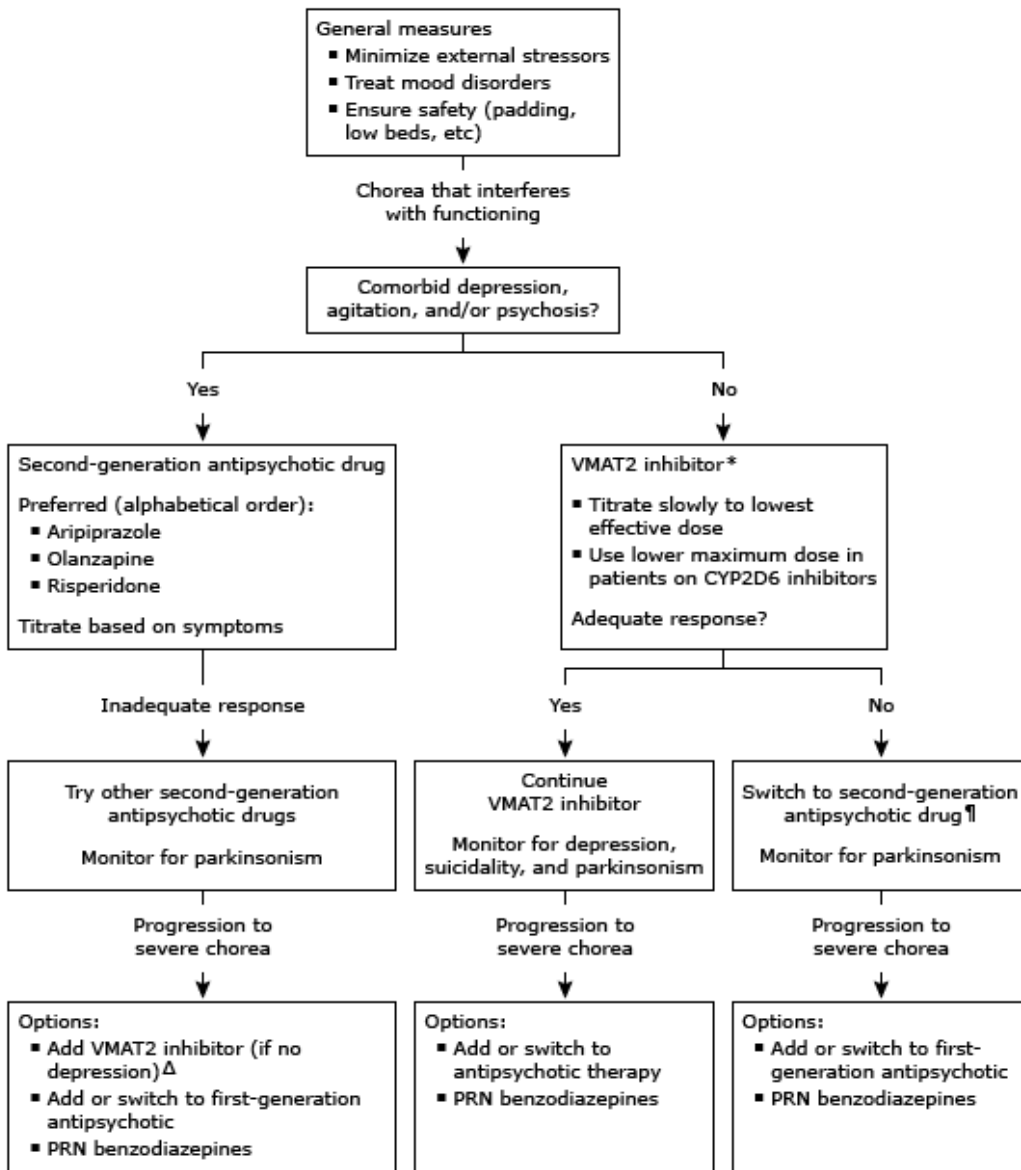 General measures
▪ Minimize external stressors
▪ Treat mood disorders
▪ Ensure safety (padding,
low beds, etc)
Chorea that interferes
with functioning
Comorbid depression,
agitation, and/or psychosis?
Yes
No
Second-generation antipsychotic drug
Preferred (alphabetical order):
▪ Aripiprazole
▪ Olanzapine
▪ Risperidone
Titrate based on symptoms
VMAT2 inhibitor*
▪ Titrate slowly to lowest
effective dose
▪ Use lower maximum dose in
patients on CYP2D6 inhibitors
Adequate response?
Inadequate response
Yes
No
Try other second-generation
antipsychotic drugs
Monitor for parkinsonism
Continue
VMAT2 inhibitor
Monitor for depression,
suicidality, and parkinsonism
Switch to second-generation
antipsychotic drug¶
Monitor for parkinsonism
Progression to
severe chorea
Progression to
severe chorea
Progression to
severe chorea
Options:
▪ Add VMAT2 inhibitor (if no
depression)Δ
▪ Add or switch to first-generation
antipsychotic
▪ PRN benzodiazepines
Options:
▪ Add or switch to
antipsychotic therapy
▪ PRN benzodiazepines
Options:
▪ Add or switch to first-
generation antipsychotic
▪ PRN benzodiazepines